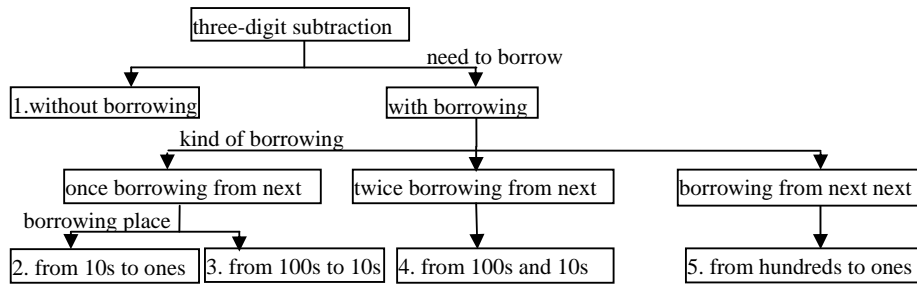 three-digit subtraction
need to borrow
1.without borrowing
with borrowing
kind of borrowing
once borrowing from next
twice borrowing from next
borrowing from next next
borrowing place
2. from 10s to ones
3. from 100s to 10s
4. from 100s and 10s
5. from hundreds to ones